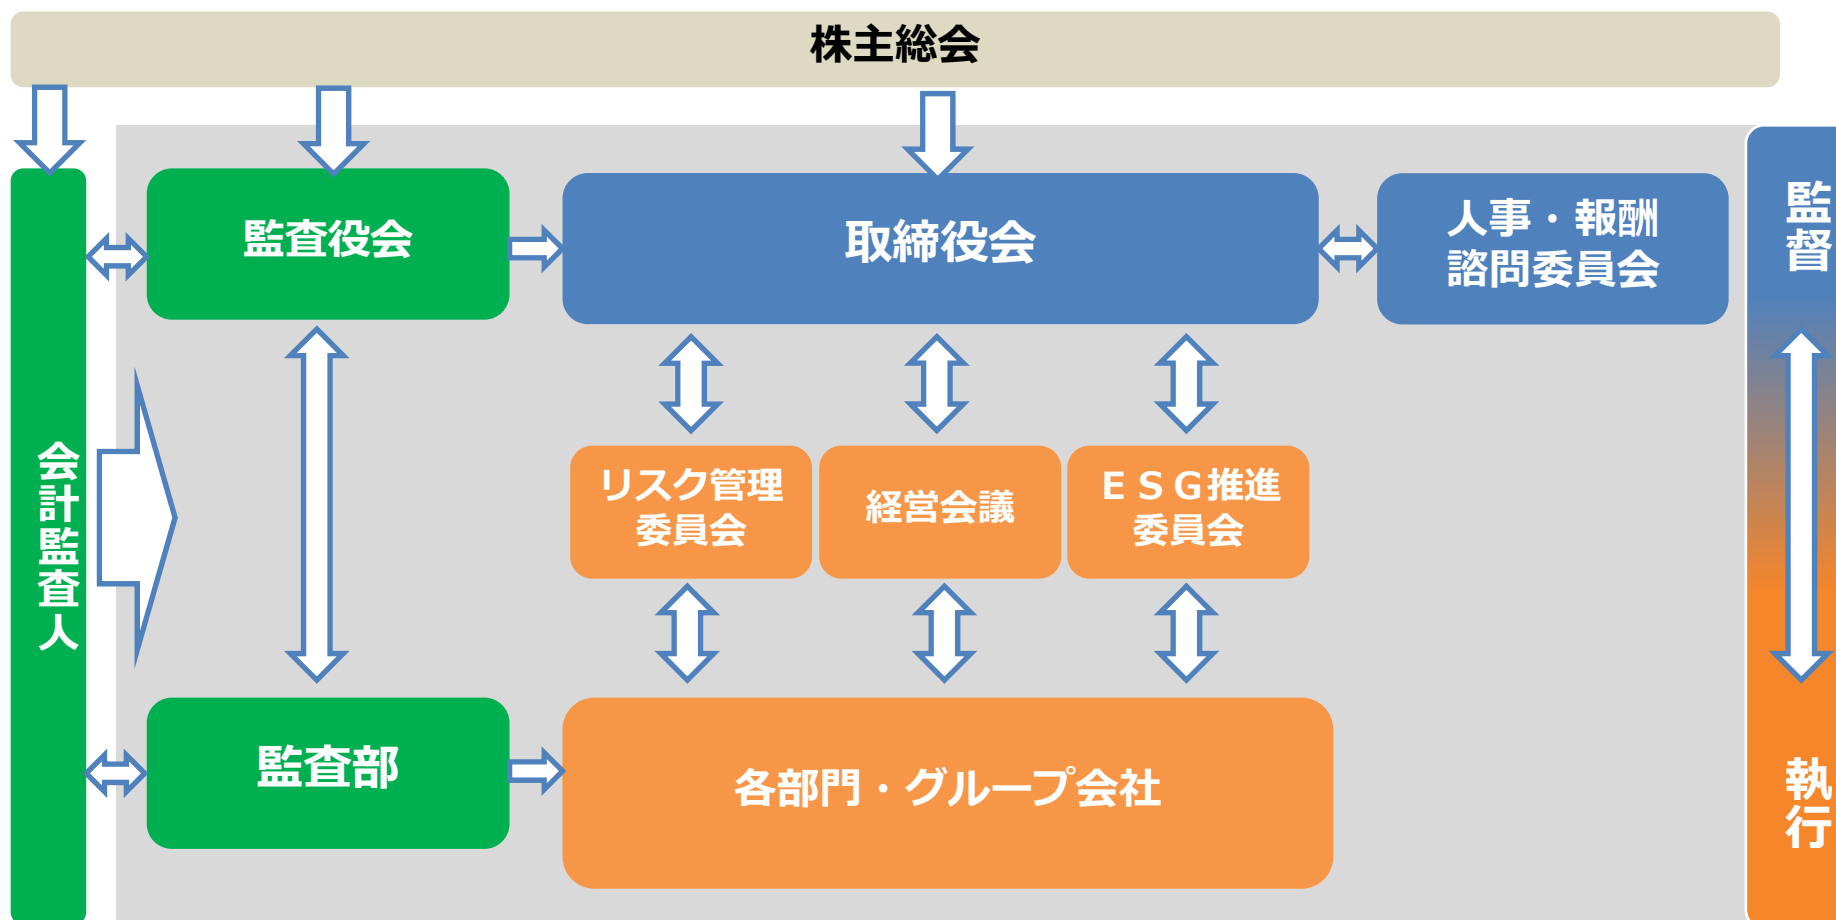 株主総会
監査役会
取締役会
人事・報酬
諮問委員会
監督
会計監査人
リスク管理
委員会
経営会議
ＥＳＧ推進
委員会
監査部
各部門・グループ会社
執行